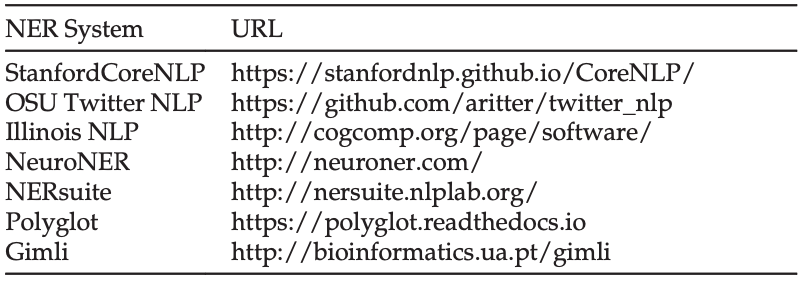 NER System URL
StanfordCoreNLP https://stanfordnlp.github.io/CoreNLP/
OSU Twitter NLP https://github.com/aritter/twitter_nlp
Illinois NLP http://cogcomp.org/page/software/
NeuroNER http://neuroner.com/
NERsuite http://nersuite.nlplab.org/
Polyglot https://polyglot.readthedocs.io
Gimli http://bioinformatics.ua.pt/gimli